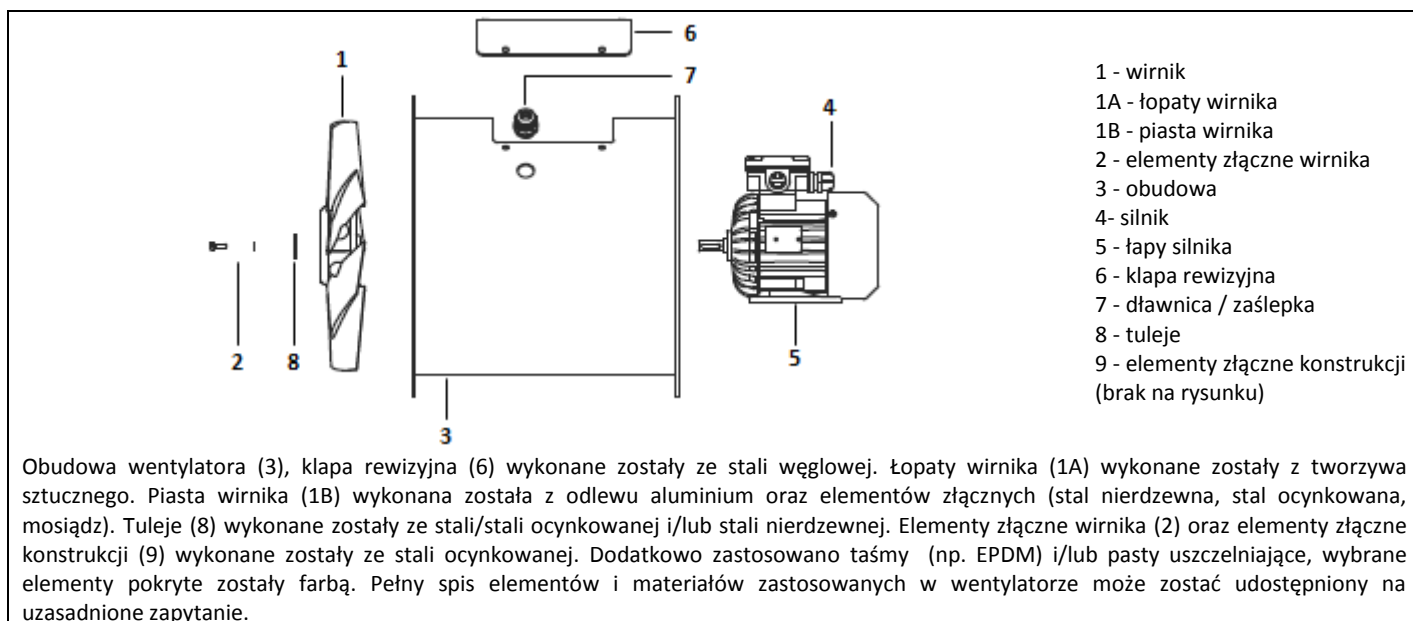 6
1
7
4
2
8
3
5
1 - wirnik
1A - łopaty wirnika
1B - piasta wirnika
2 - elementy złączne wirnika
3 - obudowa
4- silnik
5 - łapy silnika
6 - klapa rewizyjna
7 - dławnica / zaślepka
8 - tuleje
9 - elementy złączne konstrukcji
(brak na rysunku)
Obudowa wentylatora (3), klapa rewizyjna (6) wykonane zostały ze stali węglowej. Łopaty wirnika (1A) wykonane zostały z tworzywa
sztucznego. Piasta wirnika (1B) wykonana została z odlewu aluminium oraz elementów złącznych (stal nierdzewna, stal ocynkowana,
mosiądz). Tuleje (8) wykonane zostały ze stali/stali ocynkowanej i/lub stali nierdzewnej. Elementy złączne wirnika (2) oraz elementy złączne
konstrukcji (9) wykonane zostały ze stali ocynkowanej. Dodatkowo zastosowano taśmy (np. EPDM) i/lub pasty uszczelniające, wybrane
elementy pokryte zostały farbą. Pełny spis elementów i materiałów zastosowanych w wentylatorze może zostać udostępniony na
uzasadnione zapytanie.